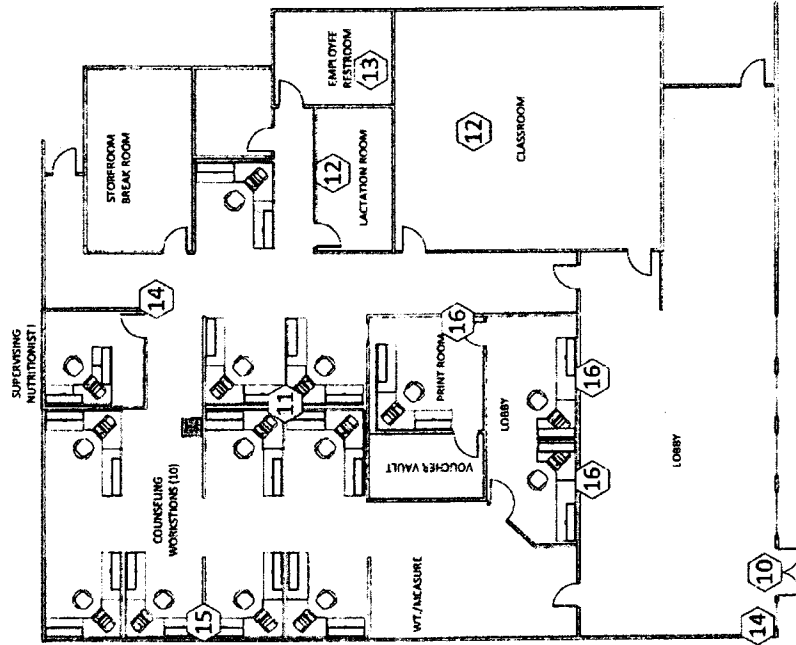 SUPERVISING
NUTRITIONIST I
STOREROOM
BREAK ROOM
EMPLOYEE
RESTROOM
13
12
LACTATION ROOM
12
CLASSROOM
14
11
COUNSELING
WORKSTIONS (10)
15
16
PRINT ROOM
VOUCHER VAULT
LOBBY
16
16
WT./MEASURE
LOBBY
10
14